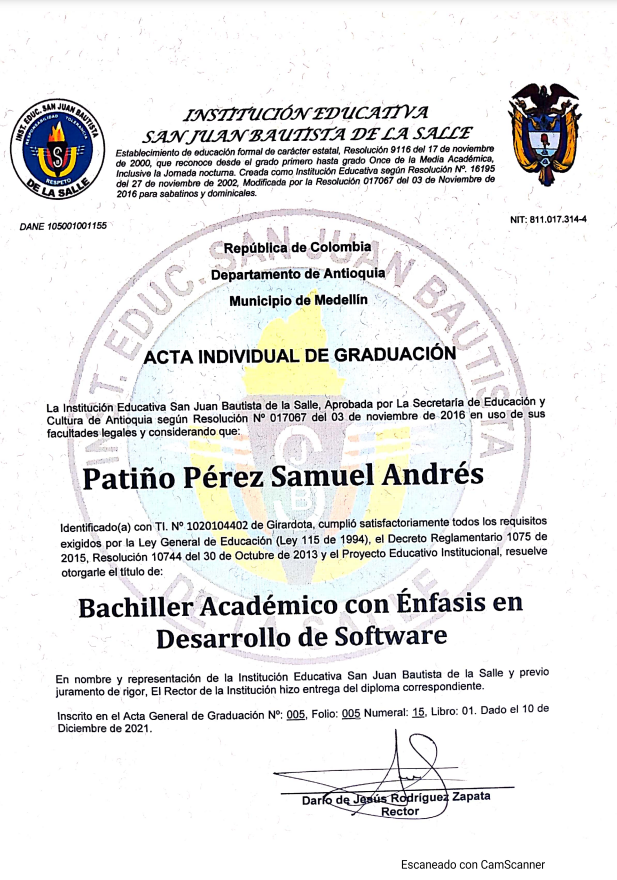 INST. EDUC. SAN JUAN BAUTISTA
RESPONSABILIDAD TOLERANCIA
RESPETO
DE LA SALLE
INSTITUCIÓN EDUCATIVA
SAN JUAN BAUTISTA DE LA SALLE
Establecimiento de educación formal de carácter estatal, Resolución 9116 del 17 de noviembre
de 2000, que reconoce desde el grado primero hasta grado Once de la Media Académica,
Inclusive la Jornada nocturna. Creada como Institución Educativa según Resolución Nº. 16195
del 27 de noviembre de 2002, Modificada por la Resolución 017067 del 03 de Noviembre de
2016 para sabatinos y dominicales.
DANE 105001001155
NIT: 811.017.314-4
INST. EDUC. SAN JUAN BAUTISTA
DE LA SALLE
República de Colombia
Departamento de Antioquia
Municipio de Medellín
ACTA INDIVIDUAL DE GRADUACIÓN
La Institución Educativa San Juan Bautista de la Salle, Aprobada por La Secretaría de Educación y
Cultura de Antioquia según Resolución Nº 017067 del 03 de noviembre de 2016 en uso de sus
facultades legales y considerando que:
Patiño Pérez Samuel Andrés
Identificado(a) con TI. Nº 1020104402 de Girardota, cumplió satisfactoriamente todos los requisitos
exigidos por la Ley General de Educación (Ley 115 de 1994), el Decreto Reglamentario 1075 de
2015, Resolución 10744 del 30 de Octubre de 2013 y el Proyecto Educativo Institucional, resuelve
otorgarle el título de:
Bachiller Académico con Énfasis en
Desarrollo de Software
En nombre y representación de la Institución Educativa San Juan Bautista de la Salle y previo
juramento de rigor, El Rector de la Institución hizo entrega del diploma correspondiente.
Inscrito en el Acta General de Graduación Nº: 005, Folio: 005 Numeral: 15, Libro: 01. Dado el 10 de
Diciembre de 2021.
Darío de Jesús Rodríguez Zapata
Rector
Escaneado con CamScanner